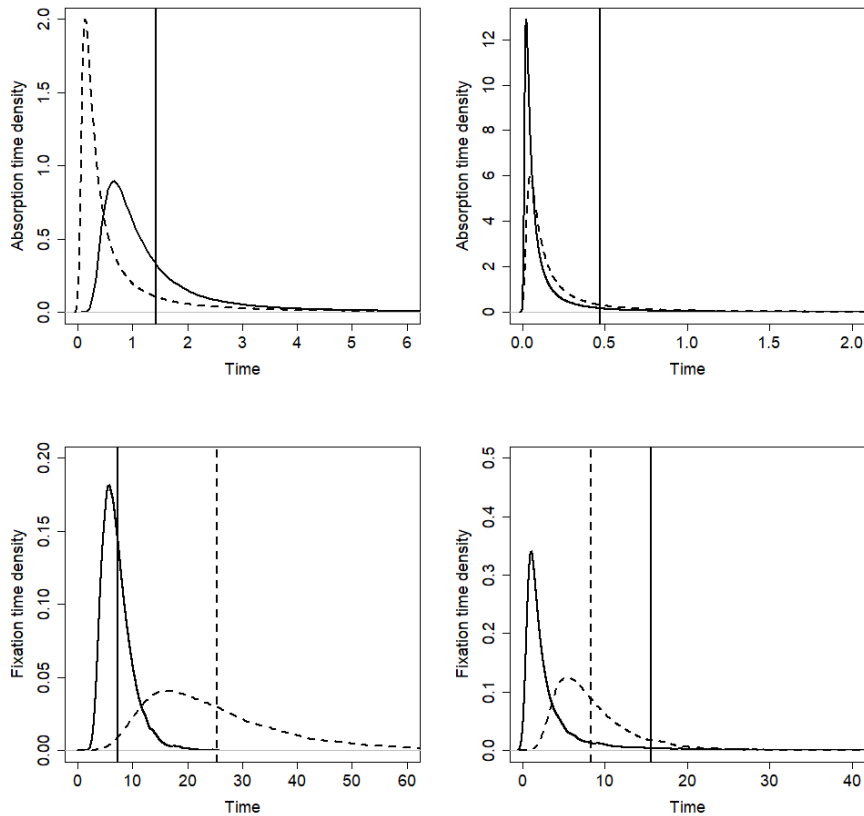 Absorption time density
0.0 0.5 1.0 1.5 2.0
0 1 2 3 4 5 6
Time
Absorption time density
0 2 4 6 8 10 12
0.0 0.5 1.0 1.5 2.0
Time
Fixation time density
0.00 0.05 0.10 0.15 0.20
0 10 20 30 40 50 60
Time
Fixation time density
0.0 0.1 0.2 0.3 0.4 0.5
0 10 20 30 40
Time